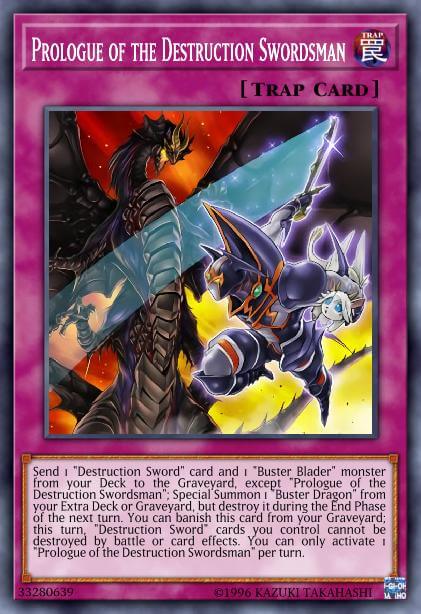 PROLOGUE OF THE DESTRUCTION SWORDSMAN
TRAP
罠
[TRAP CARD]
Send 1 "Destruction Sword" card and 1 "Buster Blader" monster
from your Deck to the Graveyard, except "Prologue of the
Destruction Swordsman"; Special Summon 1 "Buster Dragon" from
your Extra Deck or Graveyard, but destroy it during the End Phase
of the next turn. You can banish this card from your Graveyard;
this turn, "Destruction Sword" cards you control cannot be
destroyed by battle or card effects. You can only activate 1
"Prologue of the Destruction Swordsman" per turn.
33280639
©1996 KAZUKI TAKAHASHI